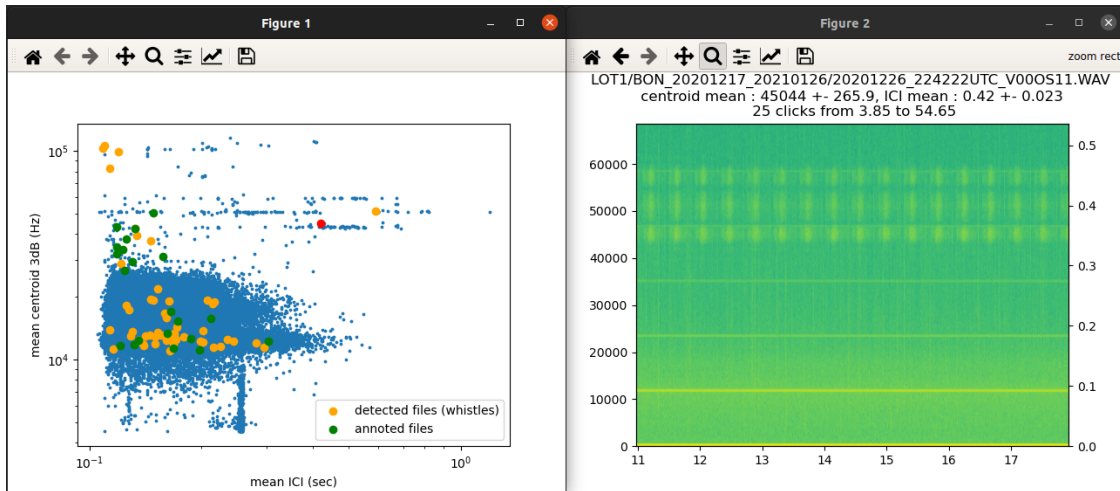 Figure 1
10^5
10^4
mean centroid 3dB (Hz)
detected files (whistles)
annoted files
10^-1
10^0
mean ICI (sec)
Figure 2
zoom rect
LOT1/BON_20201217_20210126/20201226_224222UTC_V00OS11.WAV
centroid mean : 45044 +- 265.9, ICI mean : 0.42 +- 0.023
25 clicks from 3.85 to 54.65
60000
50000
40000
30000
20000
10000
0
0.5
0.4
0.3
0.2
0.1
0.0
11
12
13
14
15
16
17